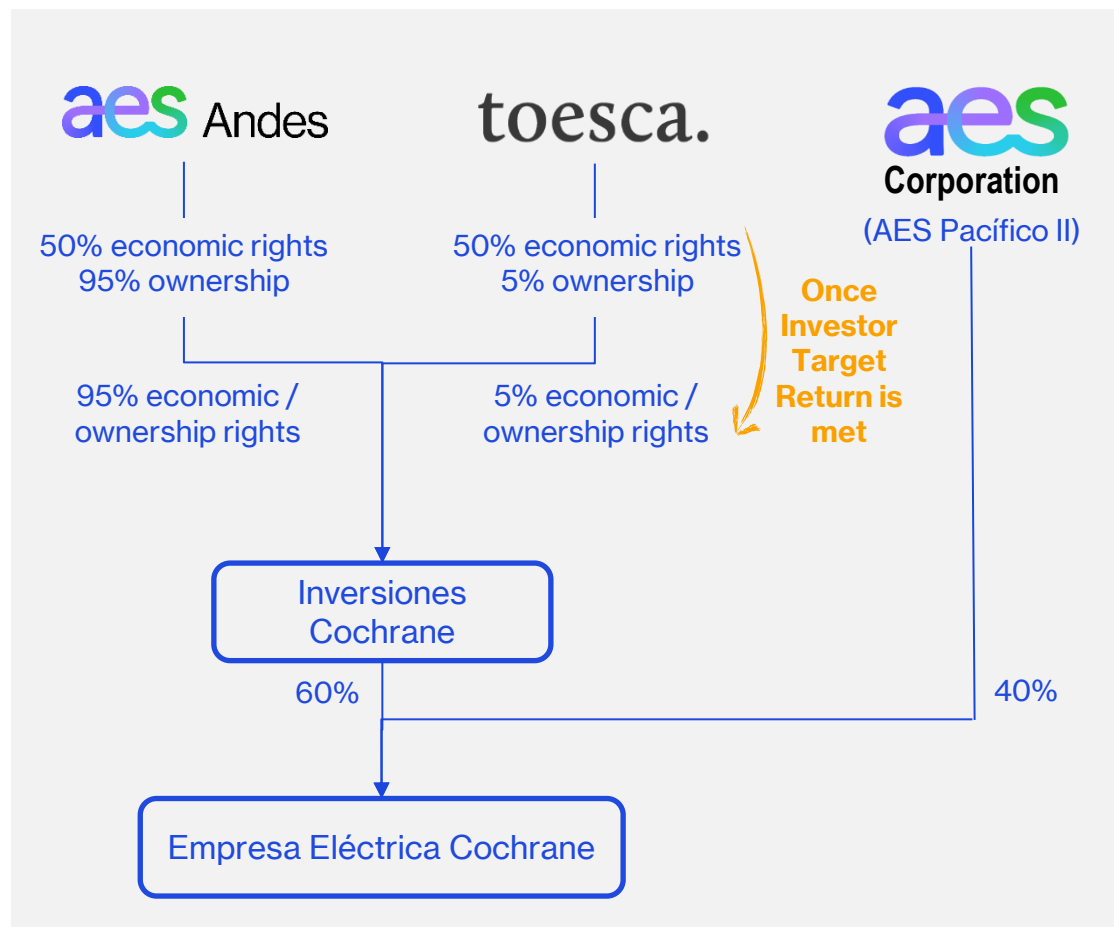 aes Andes
toesca.
aes
Corporation
(AES Pacífico II)
50% economic rights
95% ownership
50% economic rights
5% ownership
Once
Investor
Target
Return is
met
95% economic /
ownership rights
5% economic /
ownership rights
Inversiones
Cochrane
60%
40%
Empresa Eléctrica Cochrane